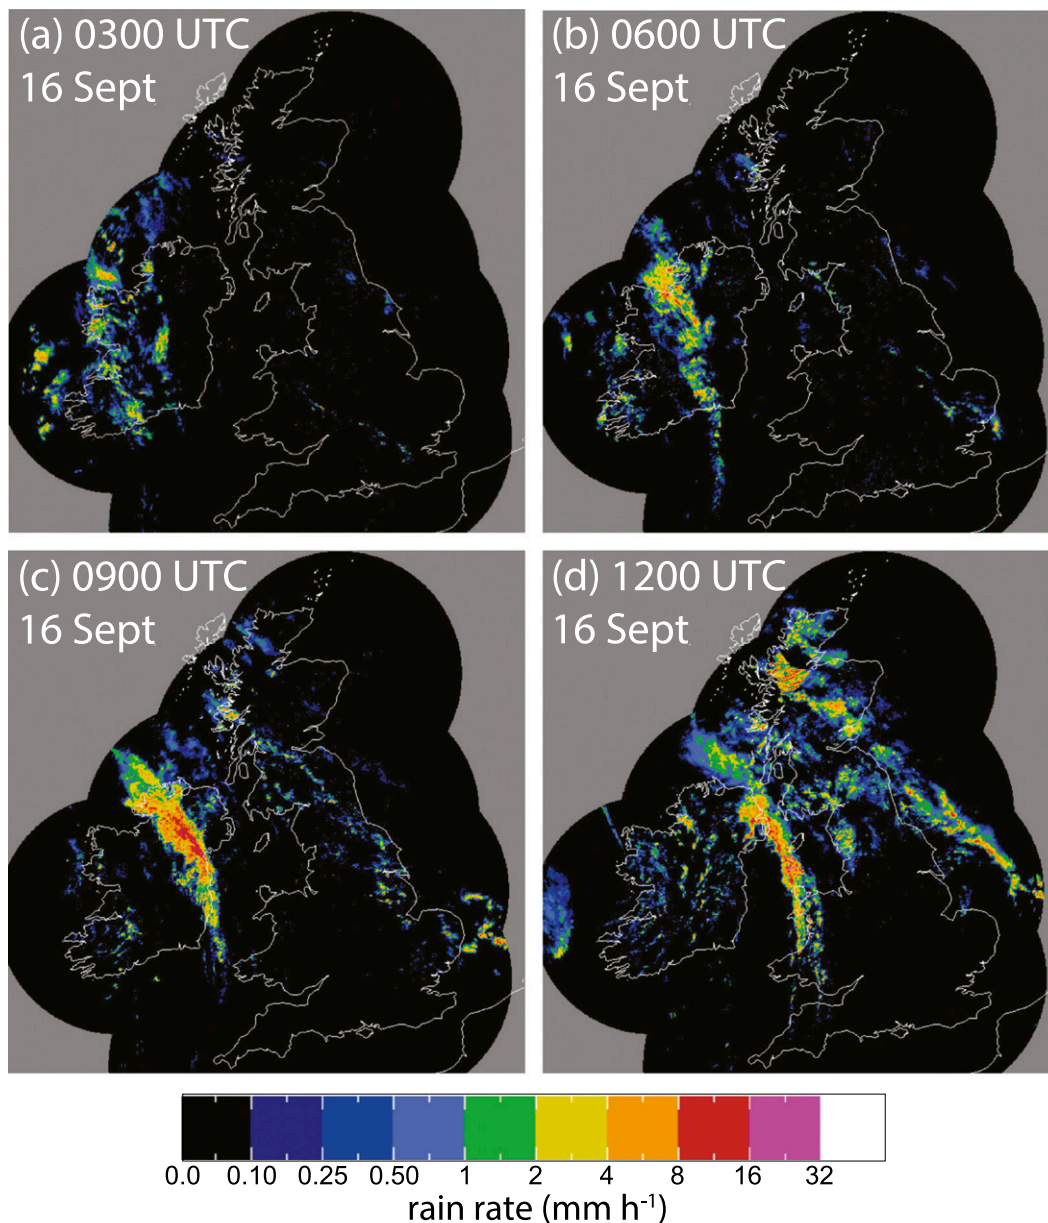 (a) 0300 UTC
16 Sept
(b) 0600 UTC
16 Sept
(c) 0900 UTC
16 Sept
(d) 1200 UTC
16 Sept
0.0 0.10 0.25 0.50 1 2 4 8 16 32
rain rate (mm h⁻¹)